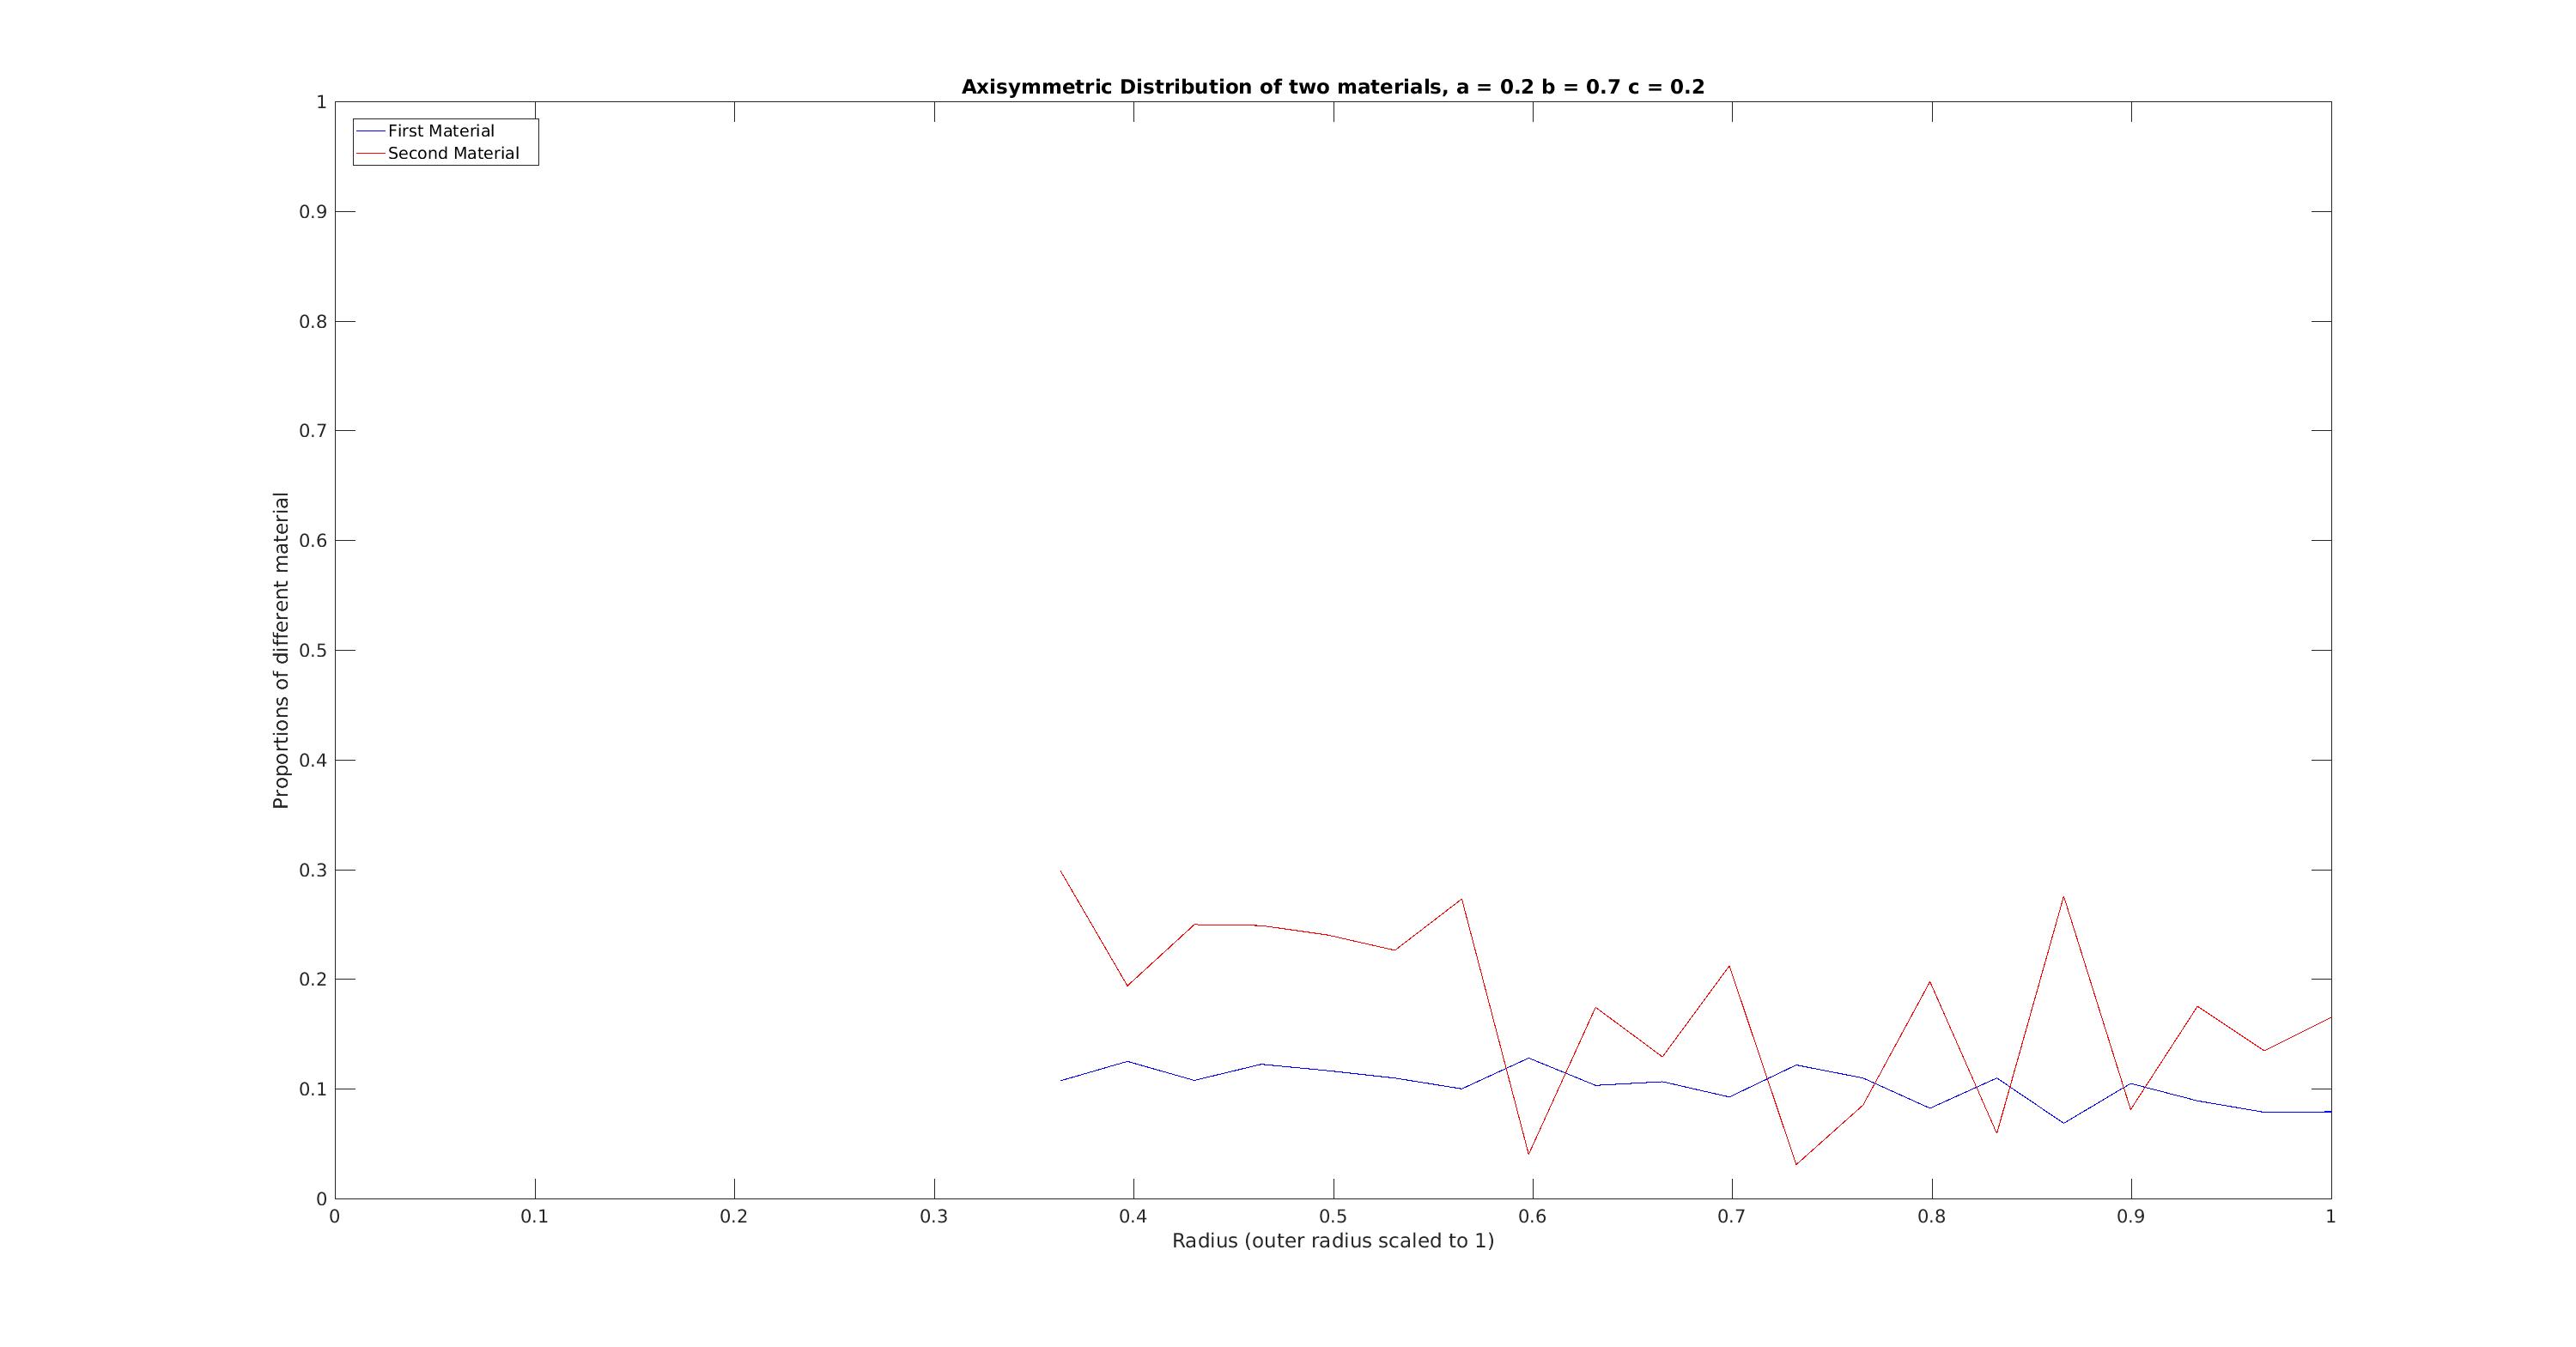 Axisymmetric Distribution of two materials, a = 0.2 b = 0.7 c = 0.2
First Material
Second Material
1
0.9
0.8
0.7
0.6
0.5
0.4
0.3
0.2
0.1
0
Proportions of different material
0 0.1 0.2 0.3 0.4 0.5 0.6 0.7 0.8 0.9 1
Radius (outer radius scaled to 1)